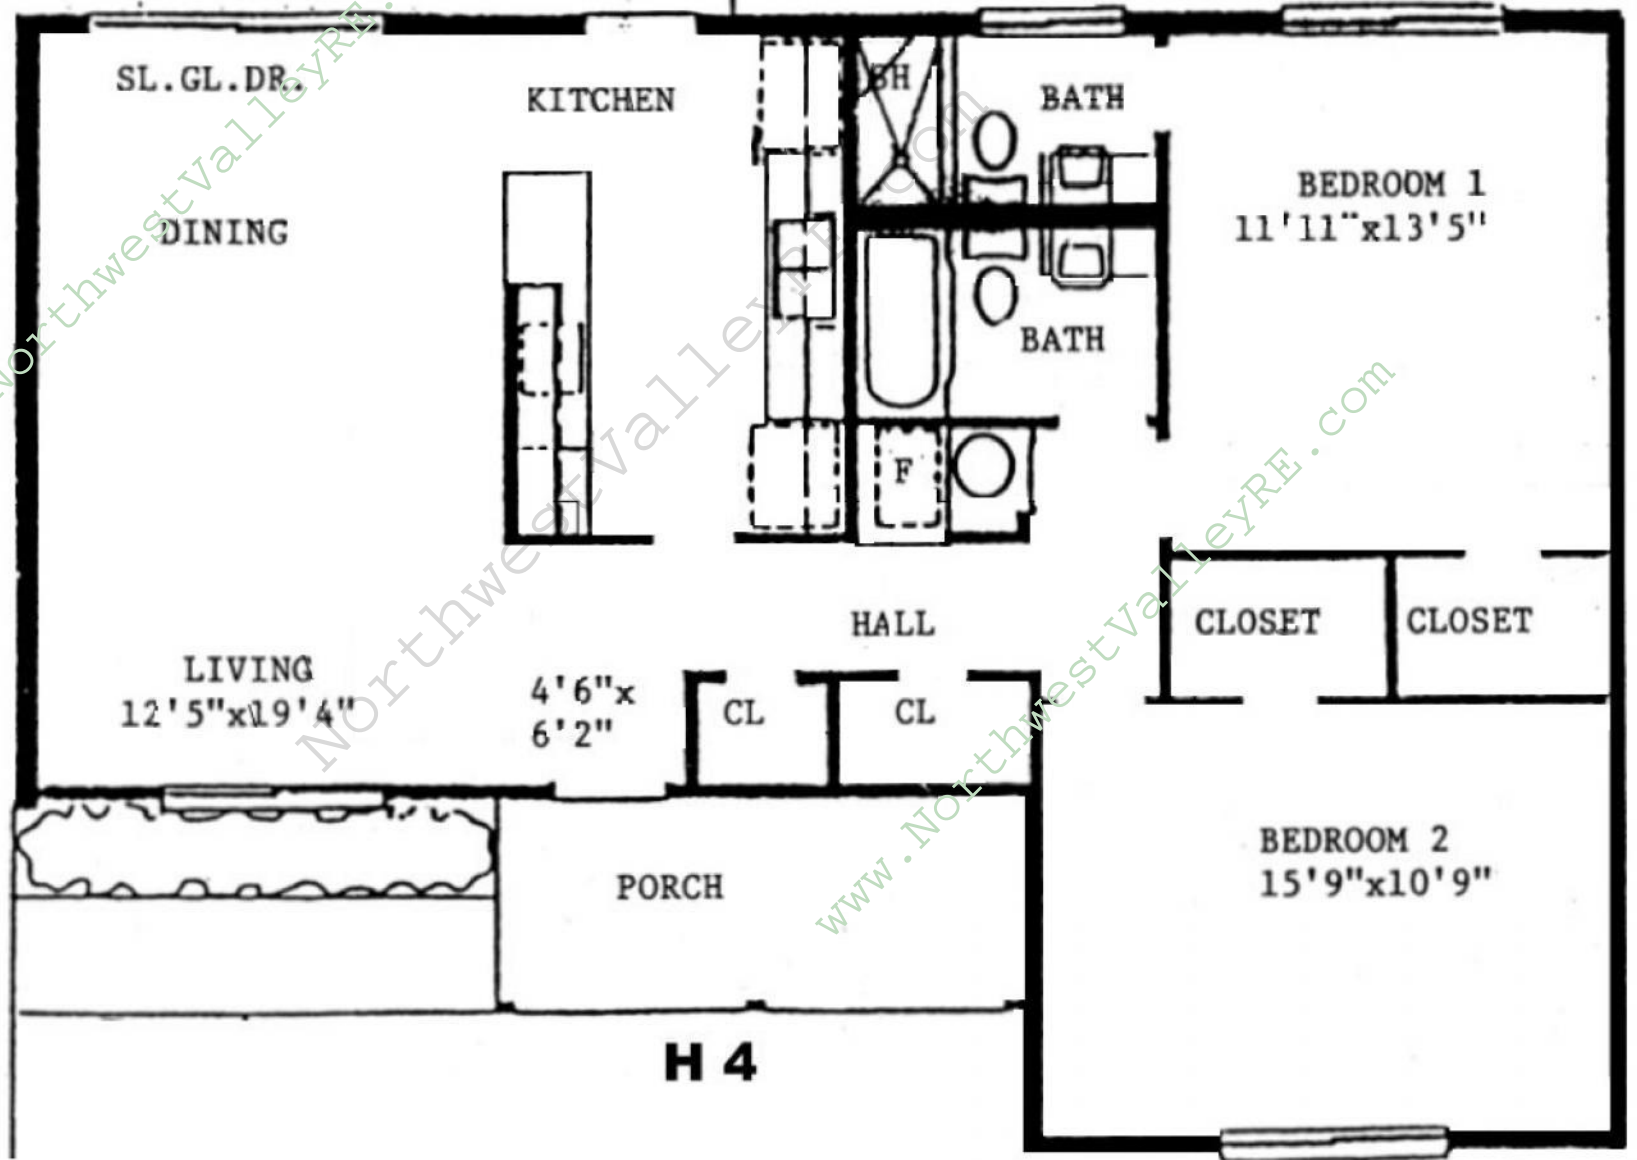 SL.GL.DR.
KITCHEN
SH
BATH
DINING
BEDROOM 1
11'11"x13'5"
BATH
F
HALL
CLOSET
CLOSET
LIVING
12'5"x19'4"
4'6"x
6'2"
CL
CL
PORCH
BEDROOM 2
15'9"x10'9"
H 4
NorthwestValleyRE.
NorthwestValleyRE.com
www.NorthwestValleyRE.com